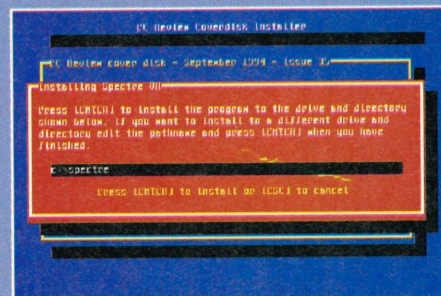 PC Review Coverdisk Installer
PC Review cover disk - September 1994 - Issue 35
Installing Spectre VR
Press [ENTER] to install the program to the drive and directory
shown below. If you want to install to a different drive and
directory edit the pathname and press [ENTER] when you have
finished.
c:\spectre
Press [ENTER] to install or [ESC] to cancel